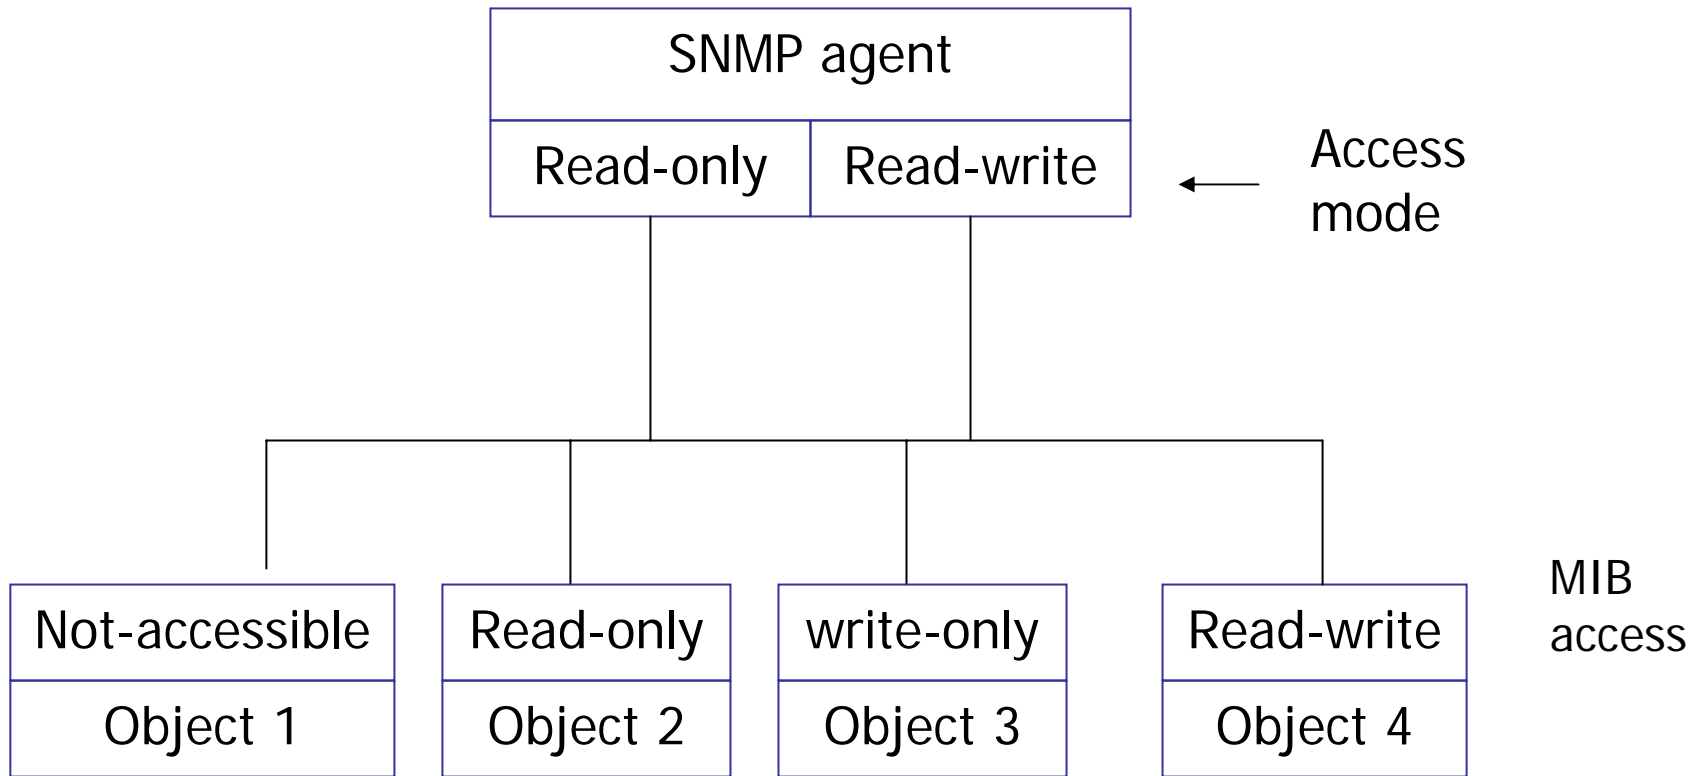 SNMP agent
Read-only
Read-write
Access
mode
Not-accessible
Read-only
write-only
Read-write
MIB
access
Object 1
Object 2
Object 3
Object 4